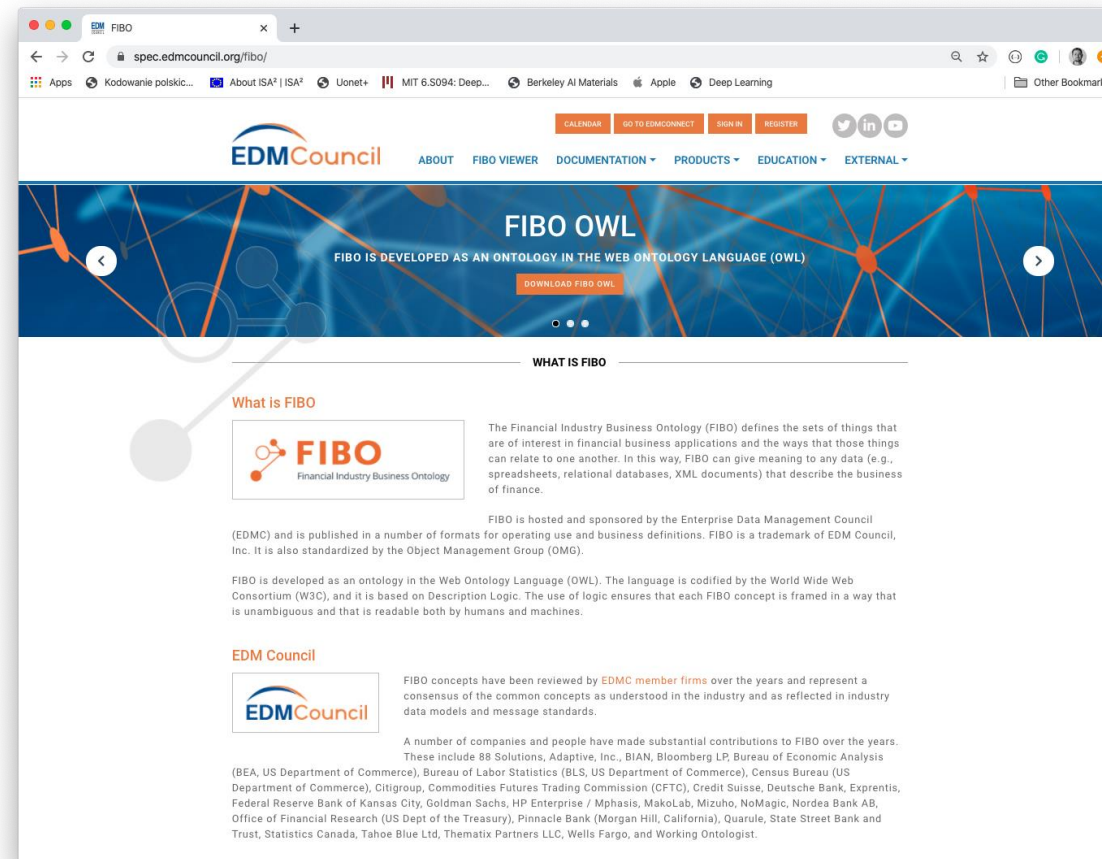 EDM COUNCIL FIBO × +
spec.edmcouncil.org/fibo/
Apps Kodowanie polskic... About ISA² | ISA² Uonet+ MIT 6.S094: Deep... Berkeley AI Materials Apple Deep Learning Other Bookmark
CALENDAR GO TO EDMCONNECT SIGN IN REGISTER
EDMCouncil
ABOUT FIBO VIEWER DOCUMENTATION PRODUCTS EDUCATION EXTERNAL
FIBO OWL
FIBO IS DEVELOPED AS AN ONTOLOGY IN THE WEB ONTOLOGY LANGUAGE (OWL)
DOWNLOAD FIBO OWL
WHAT IS FIBO
What is FIBO
FIBO
Financial Industry Business Ontology
The Financial Industry Business Ontology (FIBO) defines the sets of things that
are of interest in financial business applications and the ways that those things
can relate to one another. In this way, FIBO can give meaning to any data (e.g.,
spreadsheets, relational databases, XML documents) that describe the business
of finance.
FIBO is hosted and sponsored by the Enterprise Data Management Council
(EDMC) and is published in a number of formats for operating use and business definitions. FIBO is a trademark of EDM Council,
Inc. It is also standardized by the Object Management Group (OMG).
FIBO is developed as an ontology in the Web Ontology Language (OWL). The language is codified by the World Wide Web
Consortium (W3C), and it is based on Description Logic. The use of logic ensures that each FIBO concept is framed in a way that
is unambiguous and that is readable both by humans and machines.
EDM Council
EDMCouncil
FIBO concepts have been reviewed by EDMC member firms over the years and represent a
consensus of the common concepts as understood in the industry and as reflected in industry
data models and message standards.
A number of companies and people have made substantial contributions to FIBO over the years.
These include 88 Solutions, Adaptive, Inc., BIAN, Bloomberg LP, Bureau of Economic Analysis
(BEA, US Department of Commerce), Bureau of Labor Statistics (BLS, US Department of Commerce), Census Bureau (US
Department of Commerce), Citigroup, Commodities Futures Trading Commission (CFTC), Credit Suisse, Deutsche Bank, Exprentis,
Federal Reserve Bank of Kansas City, Goldman Sachs, HP Enterprise / Mphasis, MakoLab, Mizuho, NoMagic, Nordea Bank AB,
Office of Financial Research (US Dept of the Treasury), Pinnacle Bank (Morgan Hill, California), Quarule, State Street Bank and
Trust, Statistics Canada, Tahoe Blue Ltd, Thematix Partners LLC, Wells Fargo, and Working Ontologist.